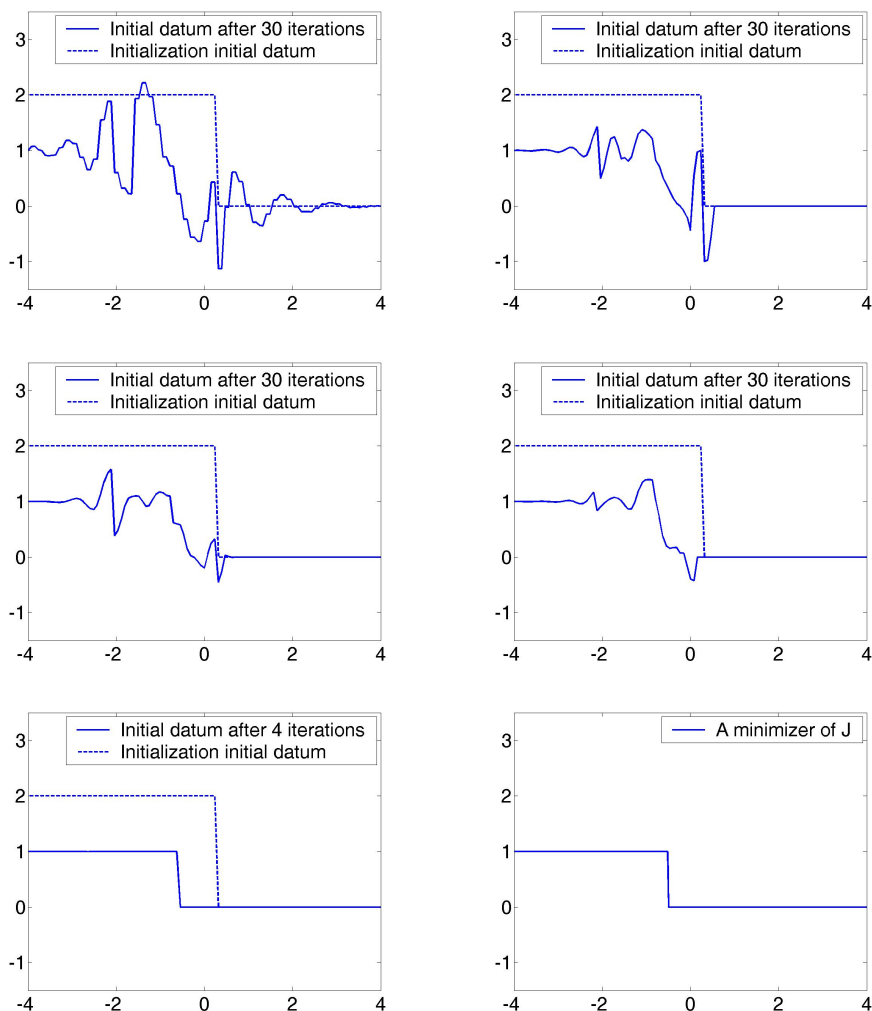 Initial datum after 30 iterations
Initialization initial datum
3
2
1
0
-1
-4 -2 0 2 4
Initial datum after 30 iterations
Initialization initial datum
3
2
1
0
-1
-4 -2 0 2 4
Initial datum after 30 iterations
Initialization initial datum
3
2
1
0
-1
-4 -2 0 2 4
Initial datum after 30 iterations
Initialization initial datum
3
2
1
0
-1
-4 -2 0 2 4
Initial datum after 4 iterations
Initialization initial datum
3
2
1
0
-1
-4 -2 0 2 4
A minimizer of J
3
2
1
0
-1
-4 -2 0 2 4